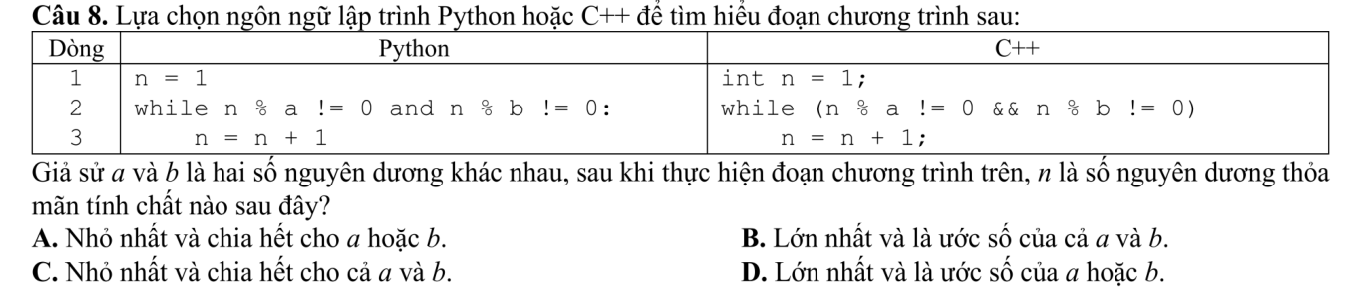 Câu 8. Lựa chọn ngôn ngữ lập trình Python hoặc C++ để tìm hiểu đoạn chương trình sau:
Dòng Python C++
1 n = 1 int n = 1;
2 while n % a != 0 and n % b != 0: while (n % a != 0 && n % b != 0)
3 n = n + 1 n = n + 1;
Giả sử a và b là hai số nguyên dương khác nhau, sau khi thực hiện đoạn chương trình trên, n là số nguyên dương thỏa
mãn tính chất nào sau đây?
A. Nhỏ nhất và chia hết cho a hoặc b. B. Lớn nhất và là ước số của cả a và b.
C. Nhỏ nhất và chia hết cho cả a và b. D. Lớn nhất và là ước số của a hoặc b.